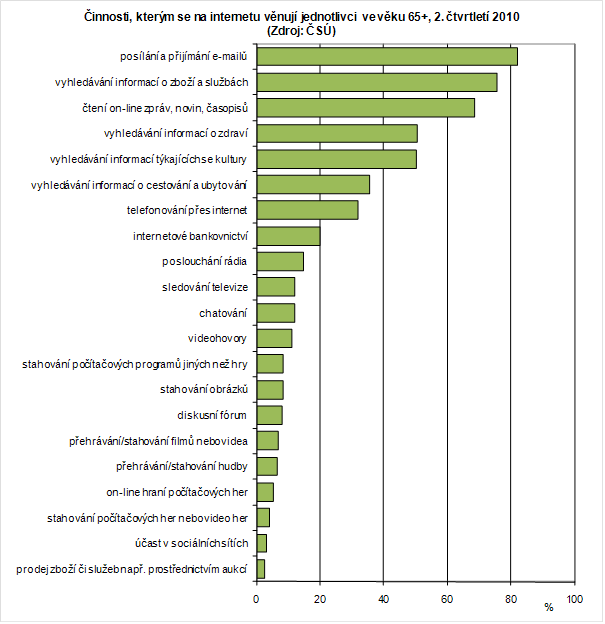 Činnosti, kterým se na internetu věnují jednotlivci ve věku 65+, 2. čtvrtletí 2010
(Zdroj: ČSÚ)
posílání a přijímání e-mailů
vyhledávání informací o zboží a službách
čtení on-line zpráv, novin, časopisů
vyhledávání informací o zdraví
vyhledávání informací týkajících se kultury
vyhledávání informací o cestování a ubytování
telefonování přes internet
internetové bankovnictví
poslouchání rádia
sledování televize
chatování
videohovory
stahování počítačových programů jiných než hry
stahování obrázků
diskusní fórum
přehrávání/stahování filmů nebo videa
přehrávání/stahování hudby
on-line hraní počítačových her
stahování počítačových her nebo video her
účast v sociálních sítích
prodej zboží či služeb např. prostřednictvím aukcí
0 20 40 60 80 100
%